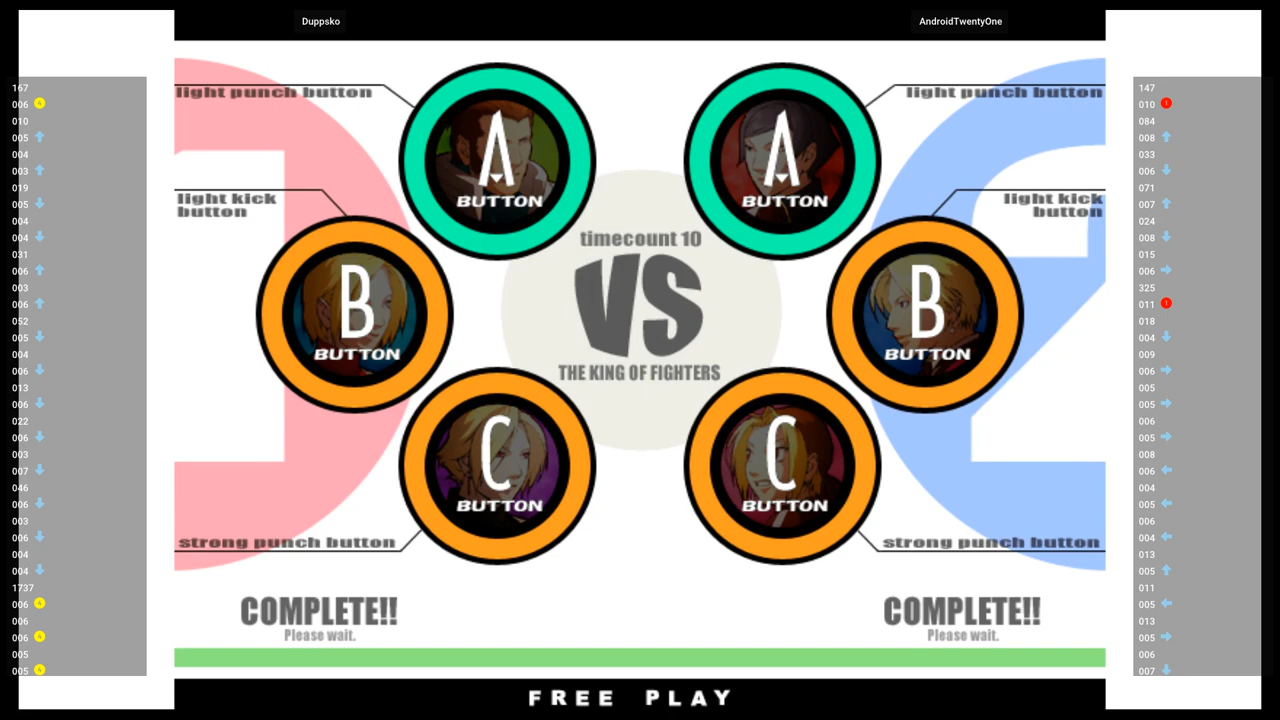 Duppsko
AndroidTwentyOne
light punch button
light punch button
A
BUTTON
A
BUTTON
light kick
button
light kick
button
timecount 10
VS
THE KING OF FIGHTERS
B
BUTTON
B
BUTTON
C
BUTTON
C
BUTTON
strong punch button
strong punch button
COMPLETE!!
Please wait.
COMPLETE!!
Please wait.
FREE PLAY
167
006
010
005
004
003
019
005
004
004
031
006
003
006
052
005
004
006
013
006
022
006
003
007
046
006
003
006
004
004
1737
006
006
006
005
005
147
010
084
008
033
006
071
007
024
008
015
006
325
011
018
004
009
006
005
005
006
005
008
006
004
005
006
004
013
005
011
005
013
005
006
007